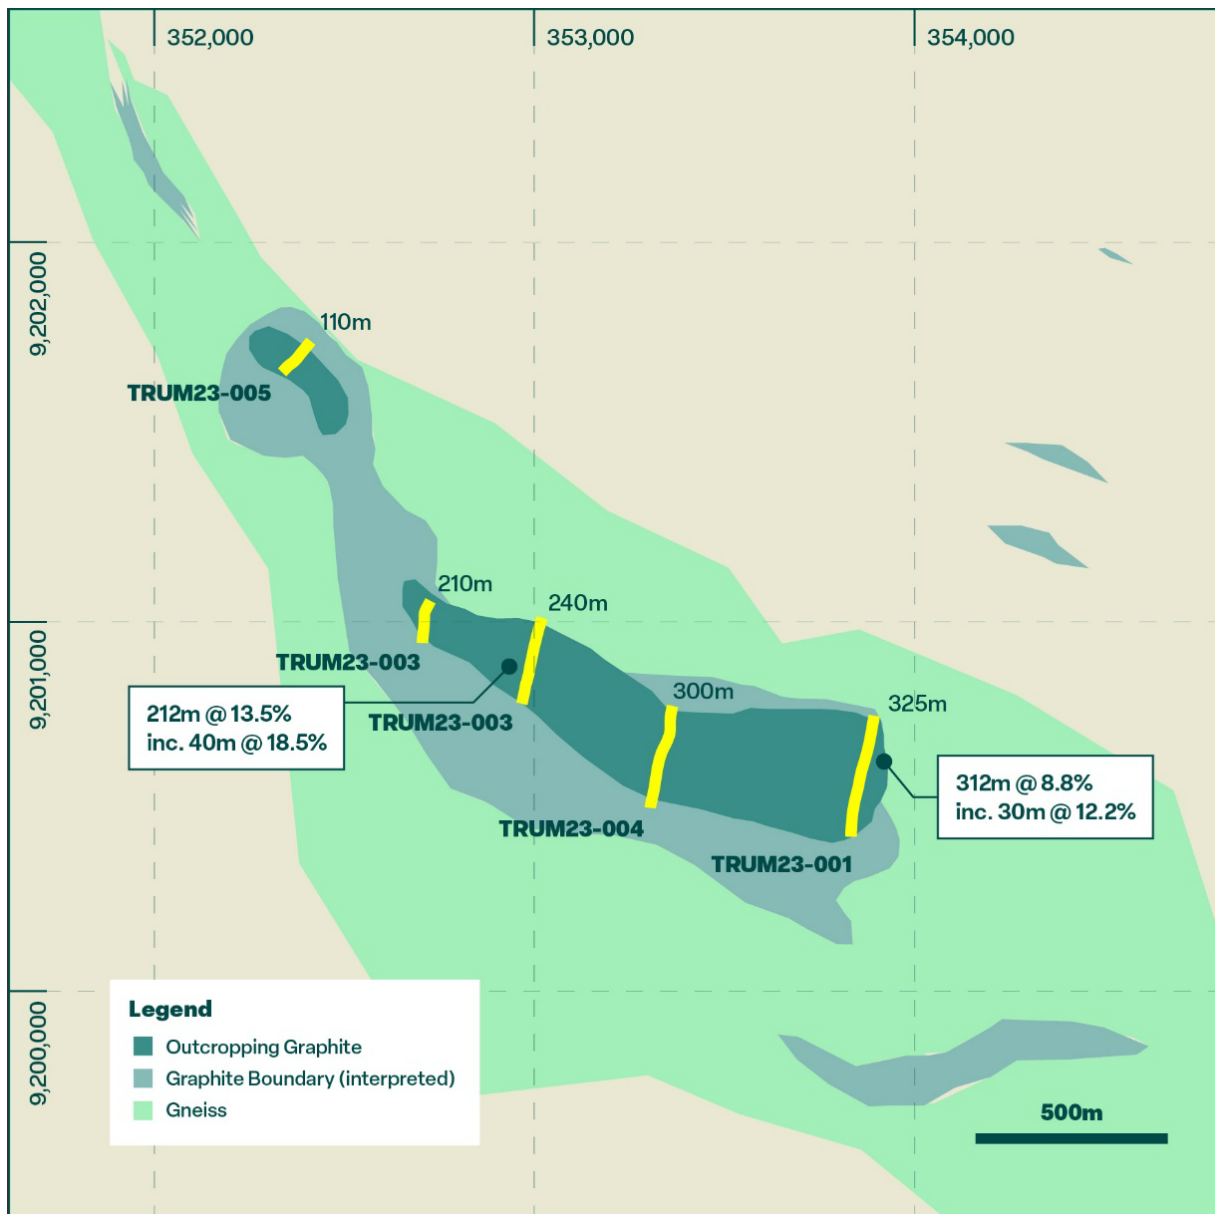 352,000
353,000
354,000
9,202,000
110m
TRUM23-005
210m
240m
9,201,000
TRUM23-003
300m
325m
212m @ 13.5%
inc. 40m @ 18.5%
TRUM23-003
312m @ 8.8%
inc. 30m @ 12.2%
TRUM23-004
TRUM23-001
9,200,000
Legend
Outcropping Graphite
Graphite Boundary (interpreted)
Gneiss
500m